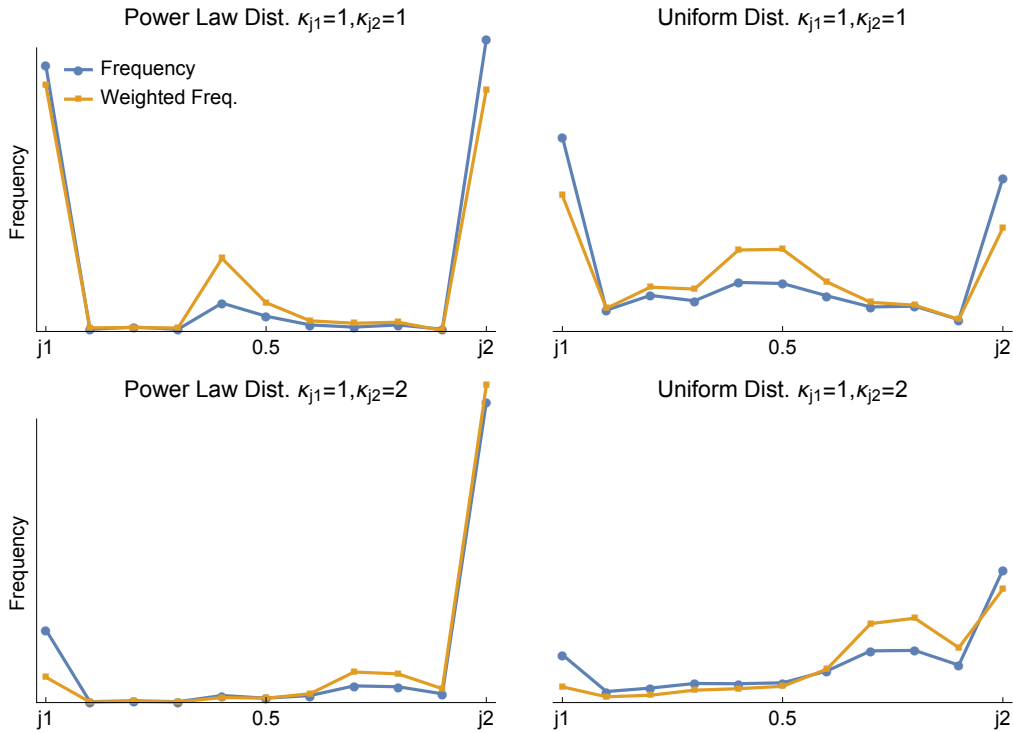 Power Law Dist. κj1=1,κj2=1
Uniform Dist. κj1=1,κj2=1
Frequency
Weighted Freq.
Frequency
j1
0.5
j2
j1
0.5
j2
Power Law Dist. κj1=1,κj2=2
Uniform Dist. κj1=1,κj2=2
Frequency
j1
0.5
j2
j1
0.5
j2